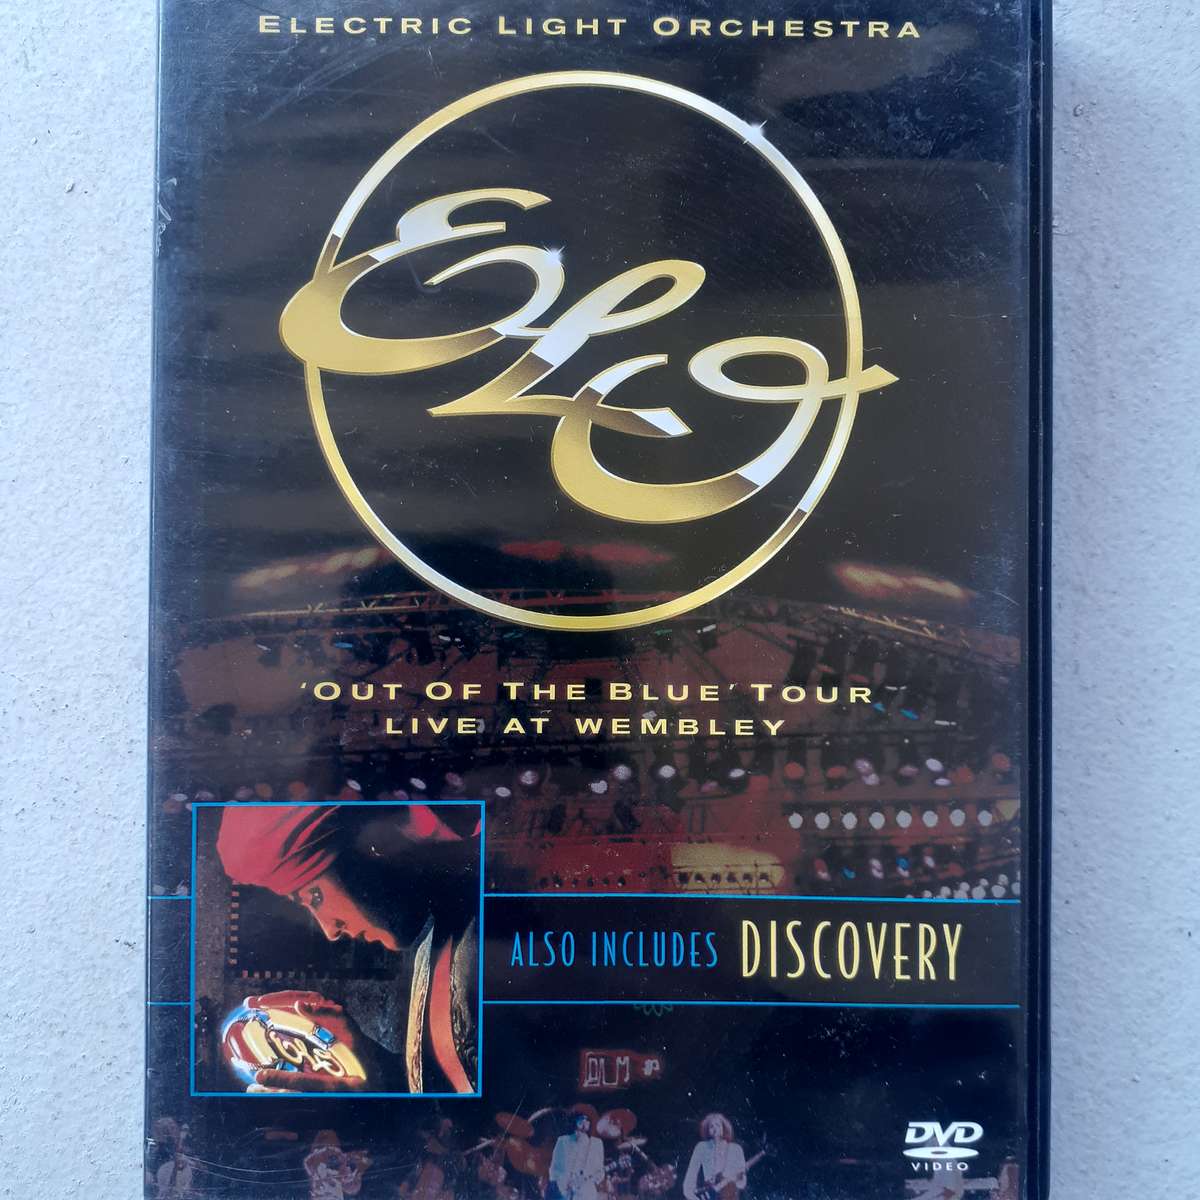 ELECTRIC LIGHT ORCHESTRA
ELO
'OUT OF THE BLUE' TOUR
LIVE AT WEMBLEY
ALSO INCLUDES DISCOVERY
DVD
VIDEO